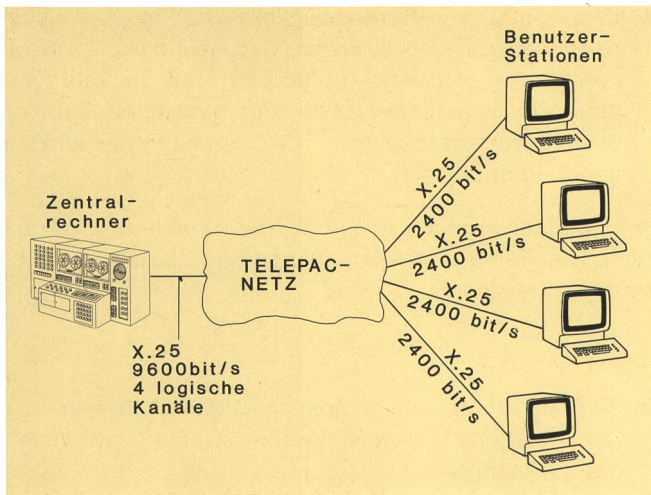 Benutzer-
Stationen
Zentral-
rechner
TELEPAC-
NETZ
X.25
9600bit/s
4 logische
Kanäle
X.25
2400 bit/s
X.25
2400 bit/s
X.25
2400 bit/s
X.25
2400 bit/s